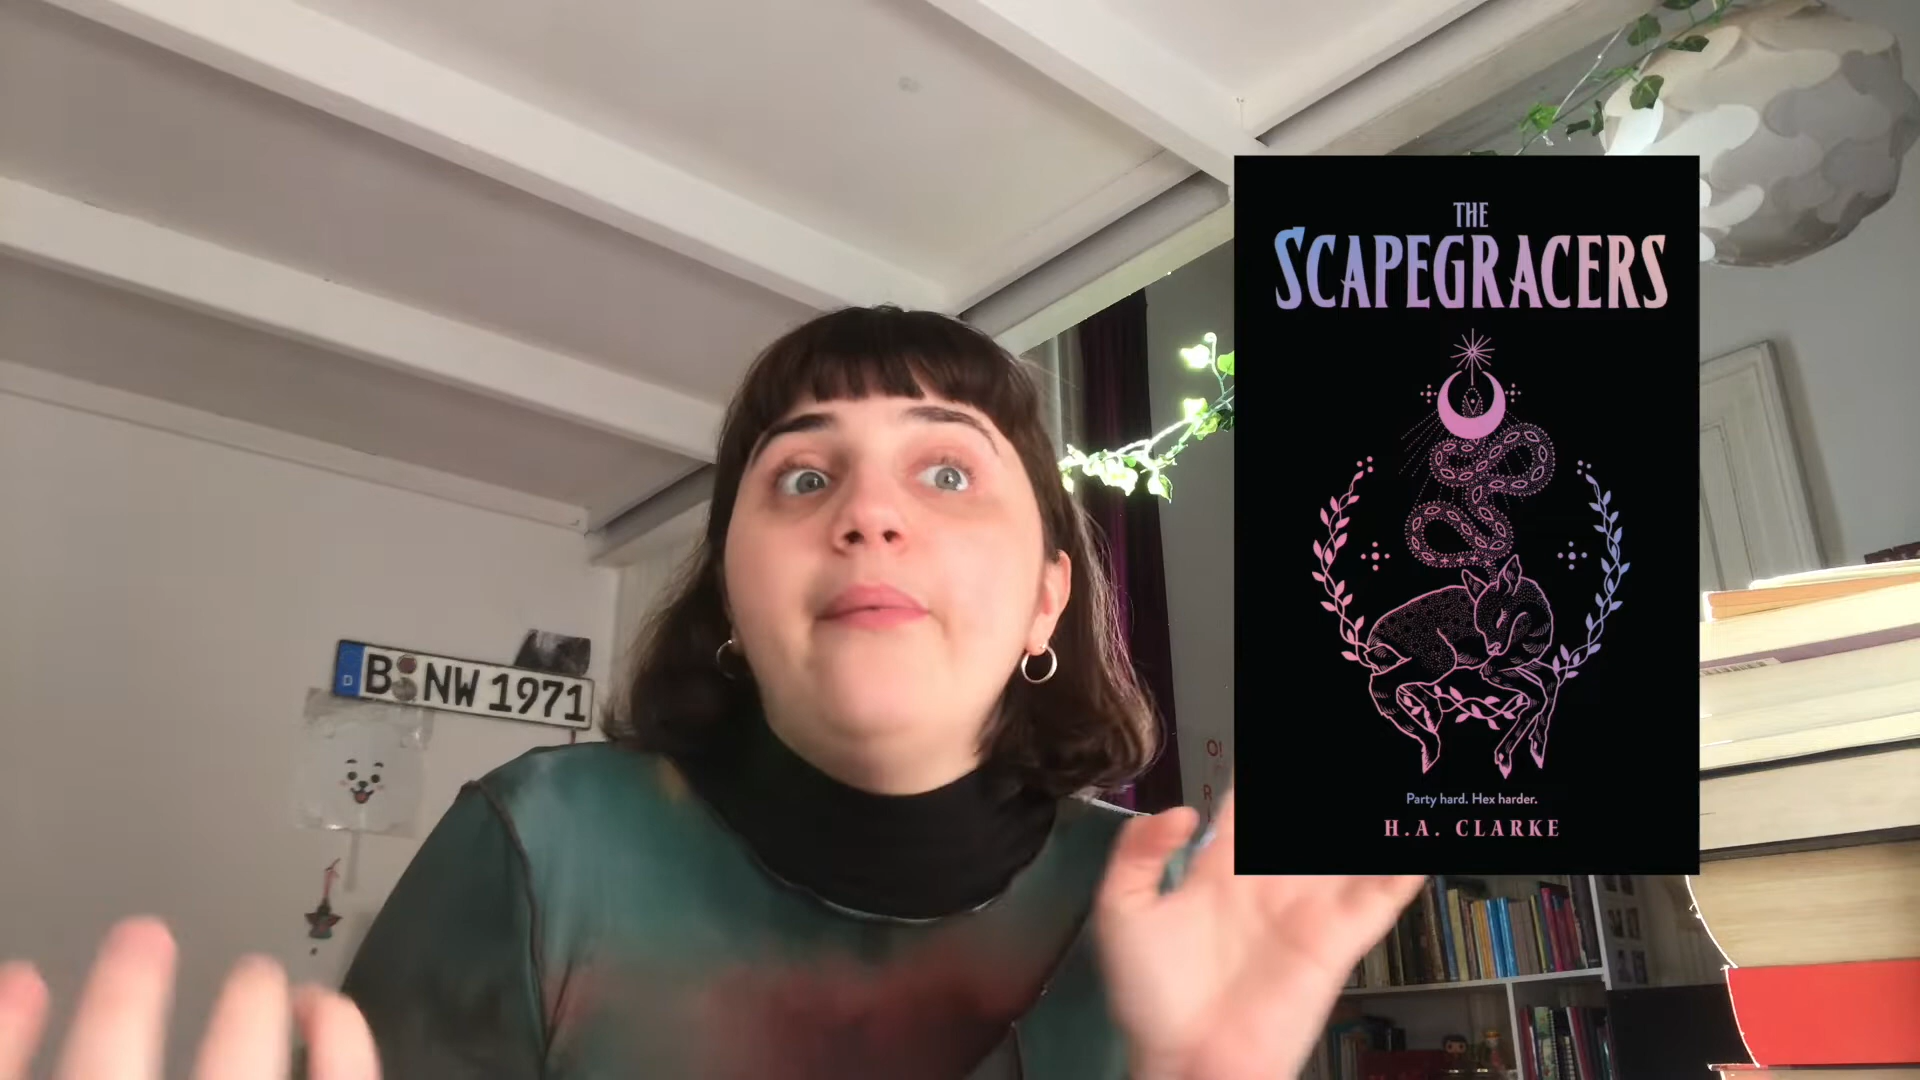 THE
SCAPEGRACERS
Party hard. Hex harder.
H.A. CLARKE
D
B NW 1971
O!
R